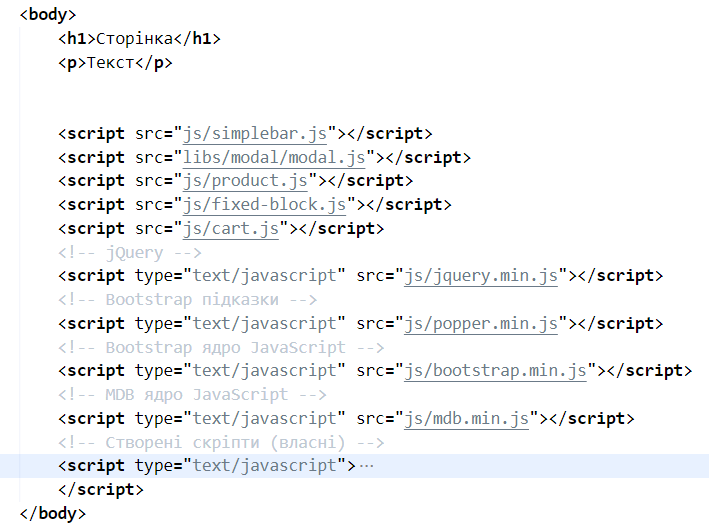 <body>
<h1>Сторінка</h1>
<p>Текст</p>
<script src="js/simplebar.js"></script>
<script src="libs/modal/modal.js"></script>
<script src="js/product.js"></script>
<script src="js/fixed-block.js"></script>
<script src="js/cart.js"></script>
<!-- jQuery -->
<script type="text/javascript" src="js/jquery.min.js"></script>
<!-- Bootstrap підказки -->
<script type="text/javascript" src="js/popper.min.js"></script>
<!-- Bootstrap ядро JavaScript -->
<script type="text/javascript" src="js/bootstrap.min.js"></script>
<!-- MDB ядро JavaScript -->
<script type="text/javascript" src="js/mdb.min.js"></script>
<!-- Створені скріпти (власні) -->
<script type="text/javascript">⋯
</script>
</body>